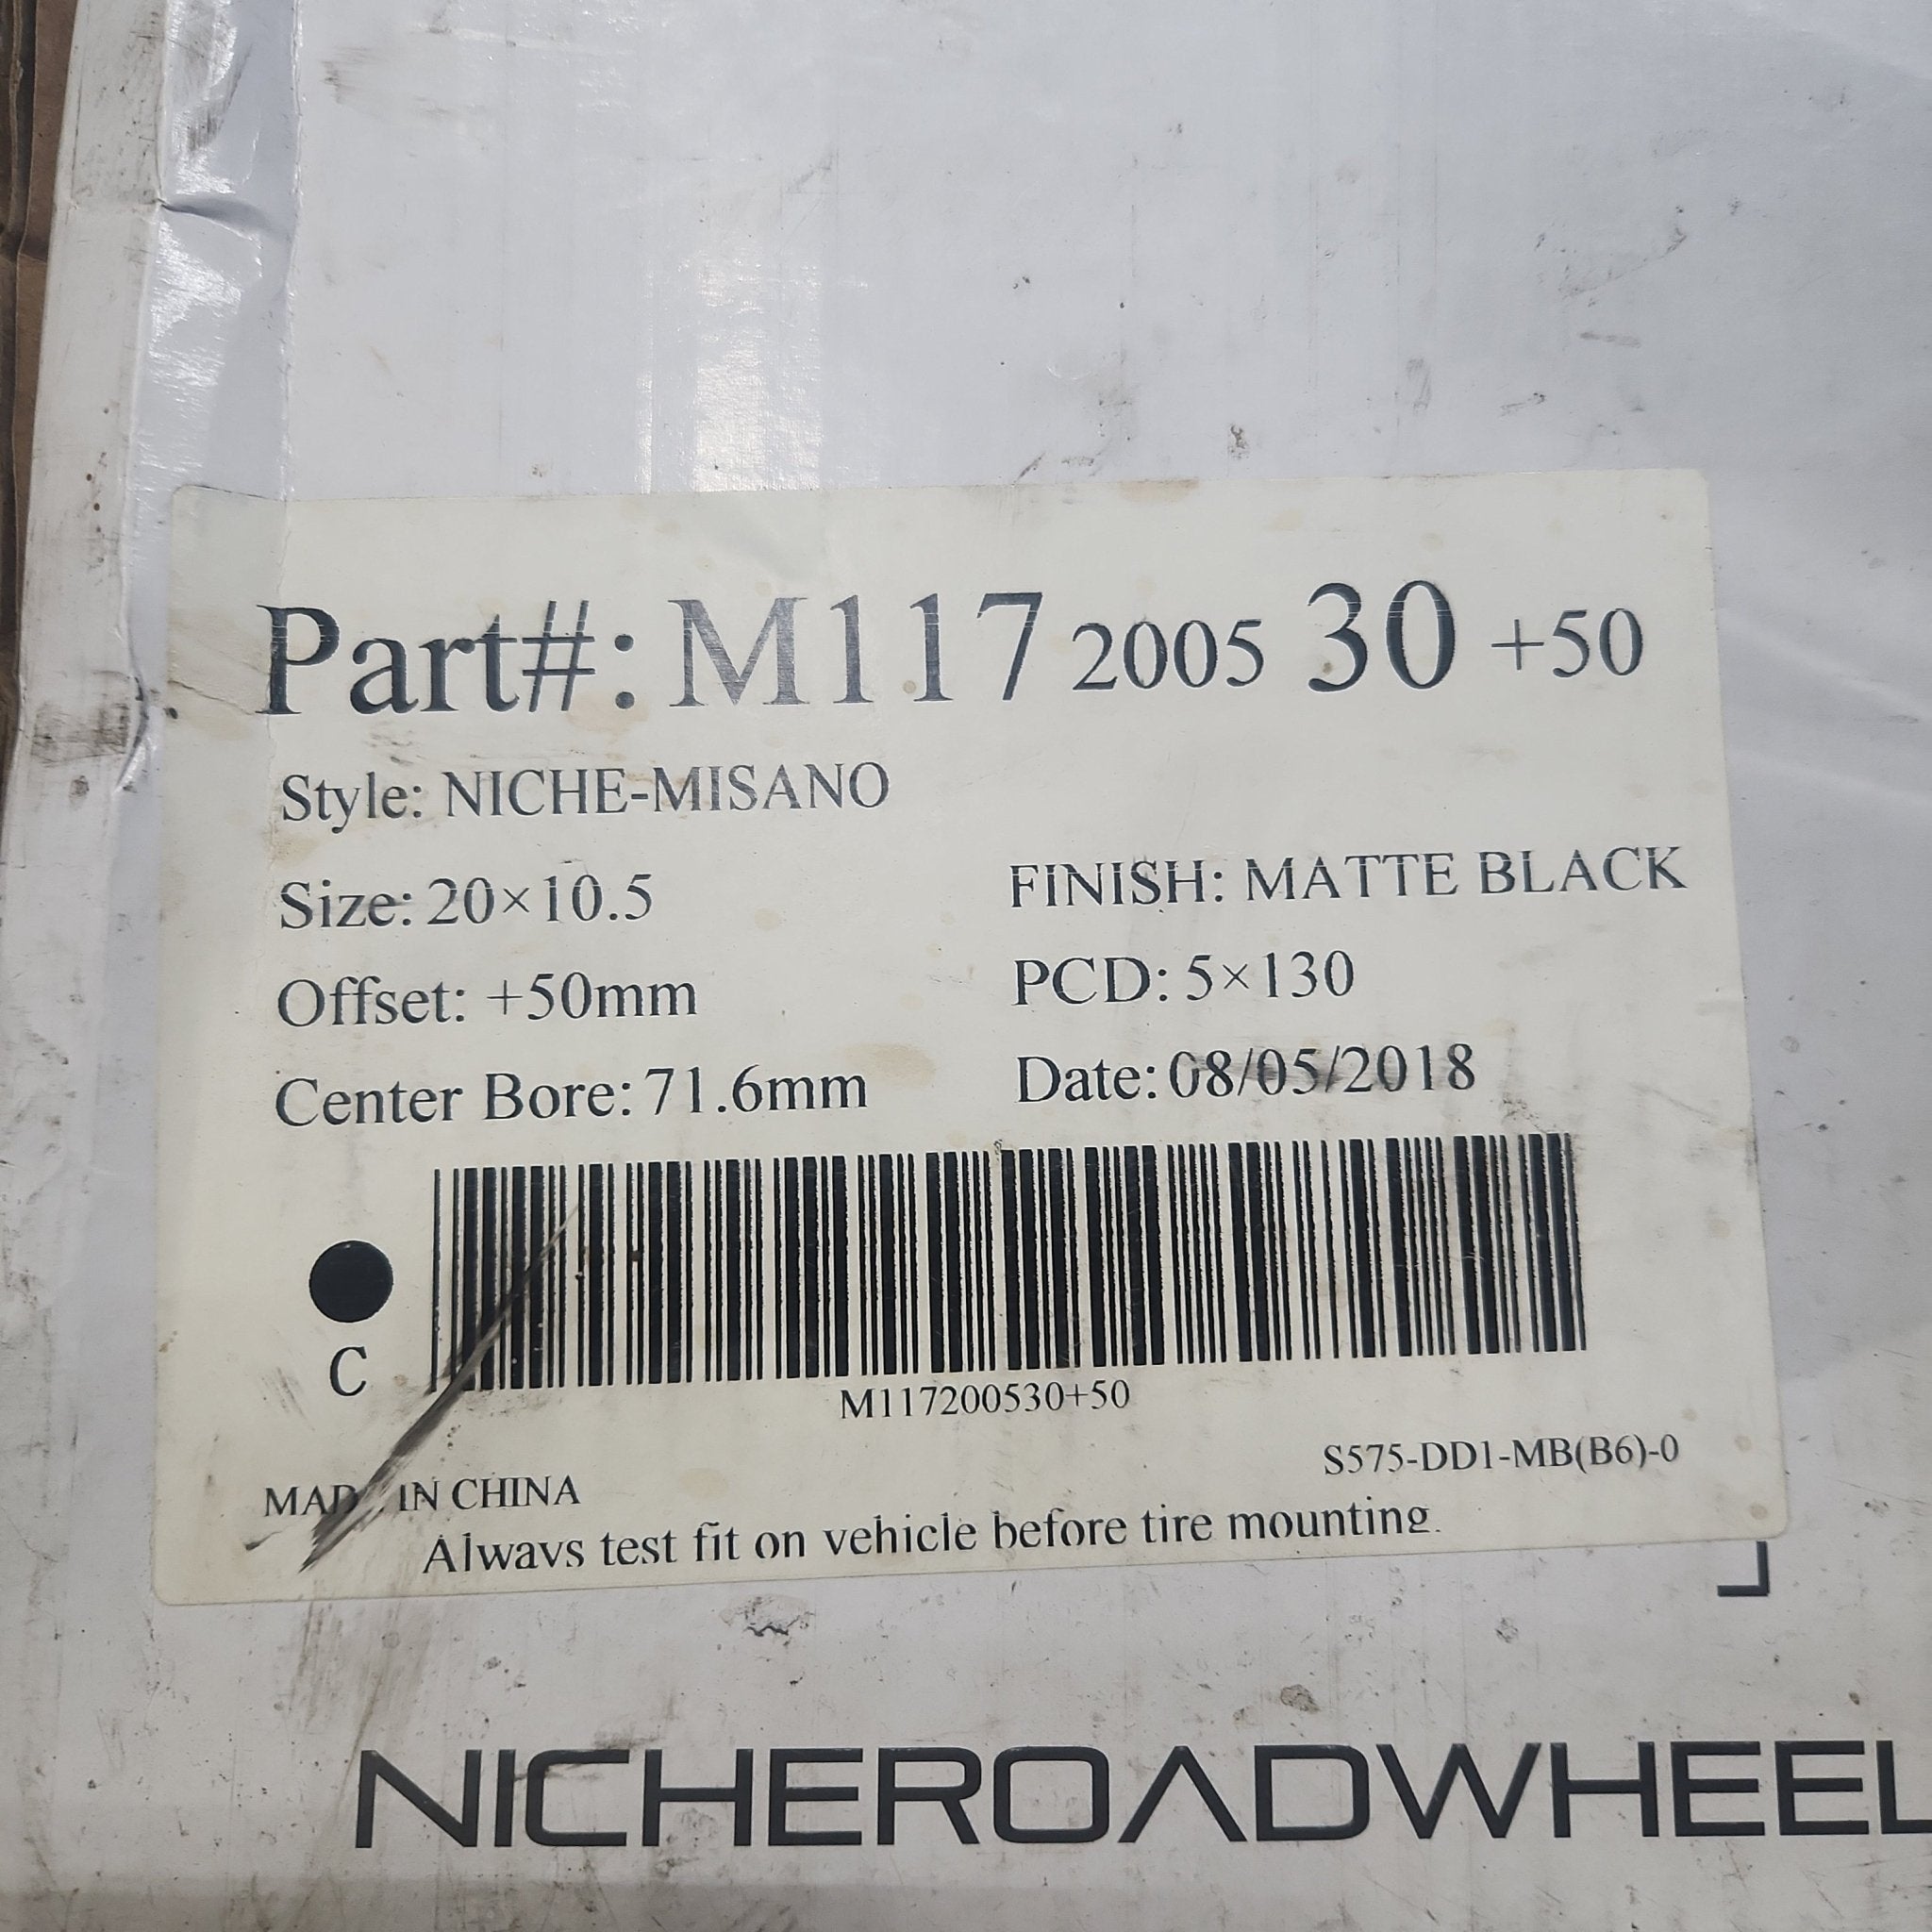 Part#: M117 2005 30 +50
Style: NICHE-MISANO
Size: 20×10.5 FINISH: MATTE BLACK
Offset: +50mm PCD: 5×130
Center Bore: 71.6mm Date: 08/05/2018
C
M117200530+50
S575-DD1-MB(B6)-0
MADE IN CHINA
Always test fit on vehicle before tire mounting.
NICHEROADWHEEL